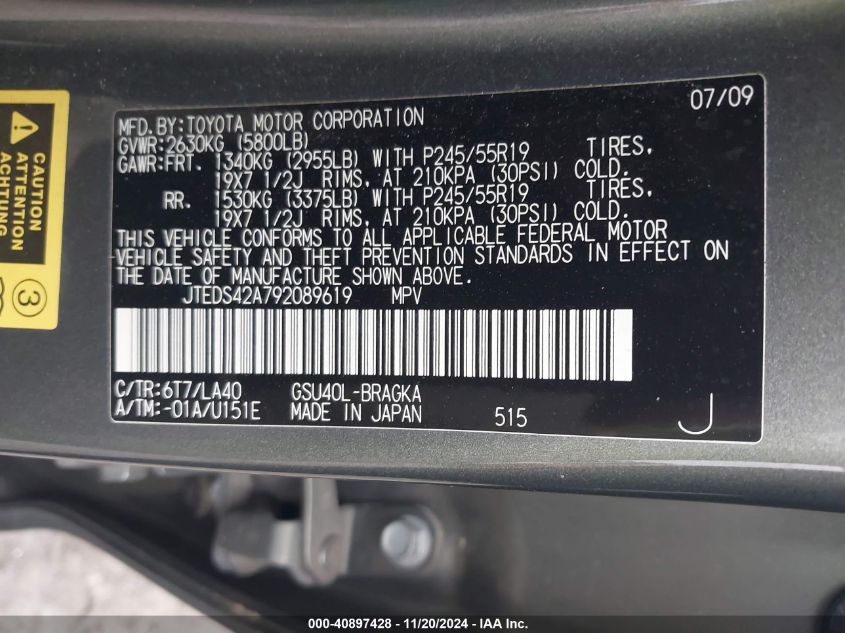 07/09
MFD.BY:TOYOTA MOTOR CORPORATION
GVWR:2630KG (5800LB)
GAWR:FRT. 1340KG (2955LB) WITH P245/55R19 TIRES,
19X7 1/2J RIMS, AT 210KPA (30PSI) COLD.
RR. 1530KG (3375LB) WITH P245/55R19 TIRES,
19X7 1/2J RIMS, AT 210KPA (30PSI) COLD.
THIS VEHICLE CONFORMS TO ALL APPLICABLE FEDERAL MOTOR
VEHICLE SAFETY AND THEFT PREVENTION STANDARDS IN EFFECT ON
THE DATE OF MANUFACTURE SHOWN ABOVE.
JTEDS42A792089619 MPV
C/TR:6T7/LA40 GSU40L-BRAGKA
A/TM:-01A/U151E MADE IN JAPAN 515 J
CAUTION
ATTENTION
ACHTUNG
3
000-40897428 - 11/20/2024 - IAA Inc.